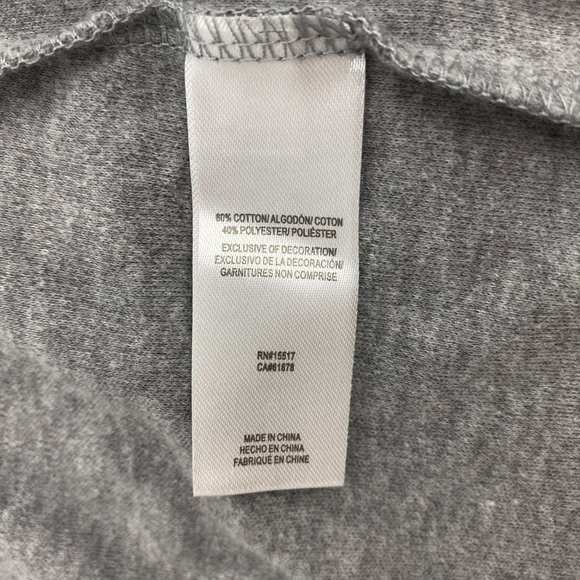 60% COTTON/ALGODÓN/COTON
40% POLYESTER/POLIÉSTER
EXCLUSIVE OF DECORATION/
EXCLUSIVO DE LA DECORACIÓN/
GARNITURES NON COMPRISE
RN#15517
CA#61878
MADE IN CHINA
HECHO EN CHINA
FABRIQUÉ EN CHINE